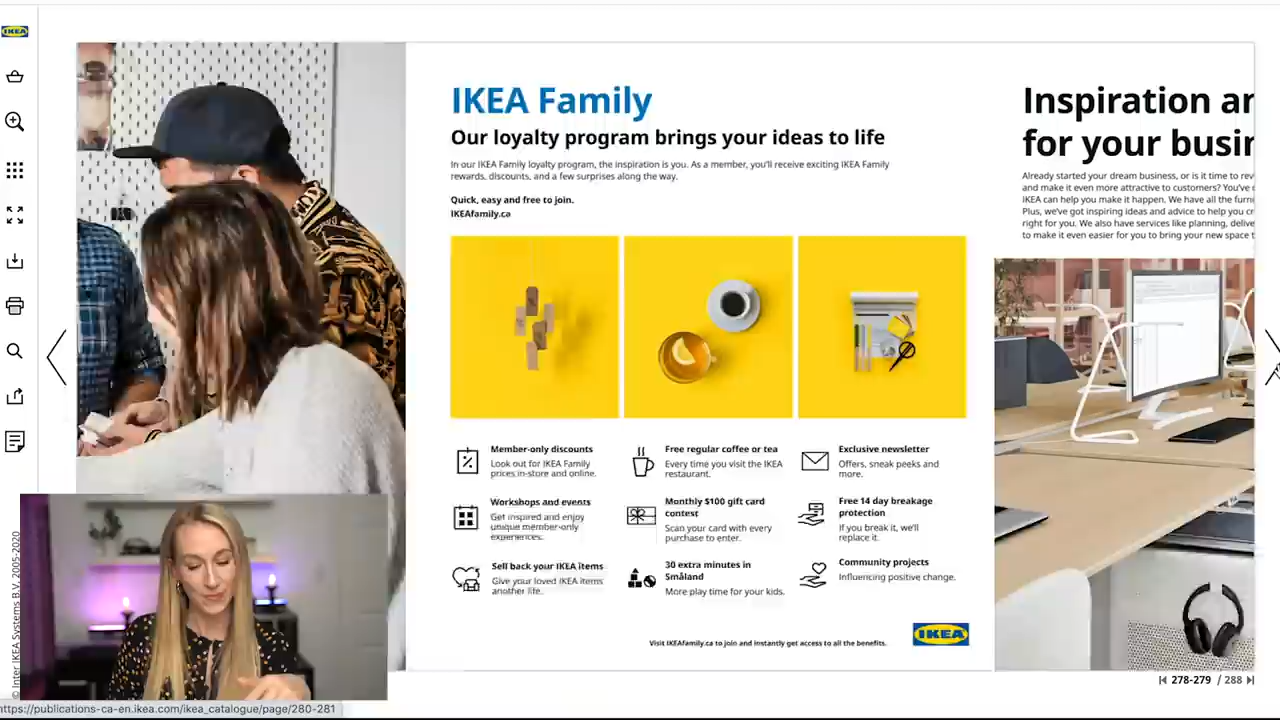 IKEA
IKEA Family
Our loyalty program brings your ideas to life
In our IKEA Family loyalty program, the inspiration is you. As a member, you'll receive exciting IKEA Family
rewards, discounts, and a few surprises along the way.
Quick, easy and free to join.
IKEAfamily.ca
Member-only discounts
Look out for IKEA Family
prices in-store and online.
Free regular coffee or tea
Every time you visit the IKEA
restaurant.
Exclusive newsletter
Offers, sneak peeks and
more.
Workshops and events
Get inspired and enjoy
unique member-only
experiences.
Monthly $100 gift card
contest
Scan your card with every
purchase to enter.
Free 14 day breakage
protection
If you break it, we'll
replace it.
Sell back your IKEA items
Give your loved IKEA items
another life.
30 extra minutes in
Småland
More play time for your kids.
Community projects
Influencing positive change.
Visit IKEAfamily.ca to join and instantly get access to all the benefits.
IKEA
Inspiration ar
for your busir
Already started your dream business, or is it time to rev
and make it even more attractive to customers? You've
IKEA can help you make it happen. We have all the furni
Plus, we've got inspiring ideas and advice to help you cr
right for you. We also have services like planning, delive
to make it even easier for you to bring your new space t
© Inter IKEA Systems B.V. 2005-2020
278-279 / 288
https://publications-ca-en.ikea.com/ikea_catalogue/page/280-281